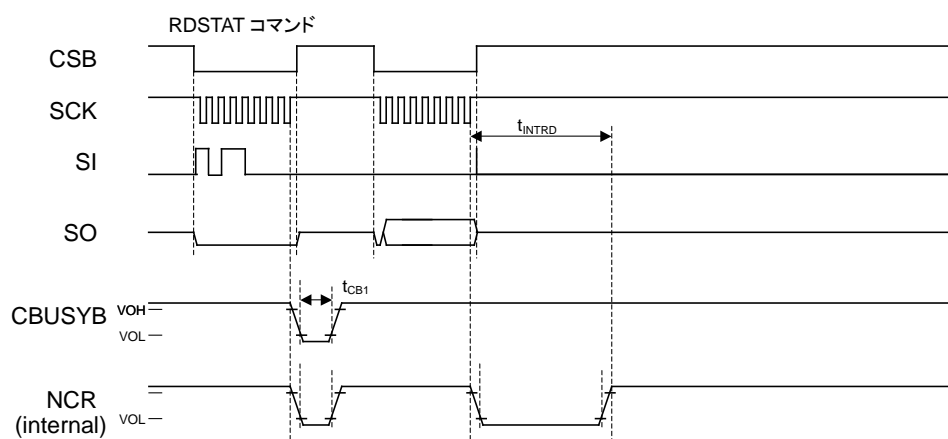 RDSTAT コマンド
CSB
SCK
tINTRD
SI
SO
tCB1
CBUSYB
VOH
VOL
NCR
(internal)
VOL